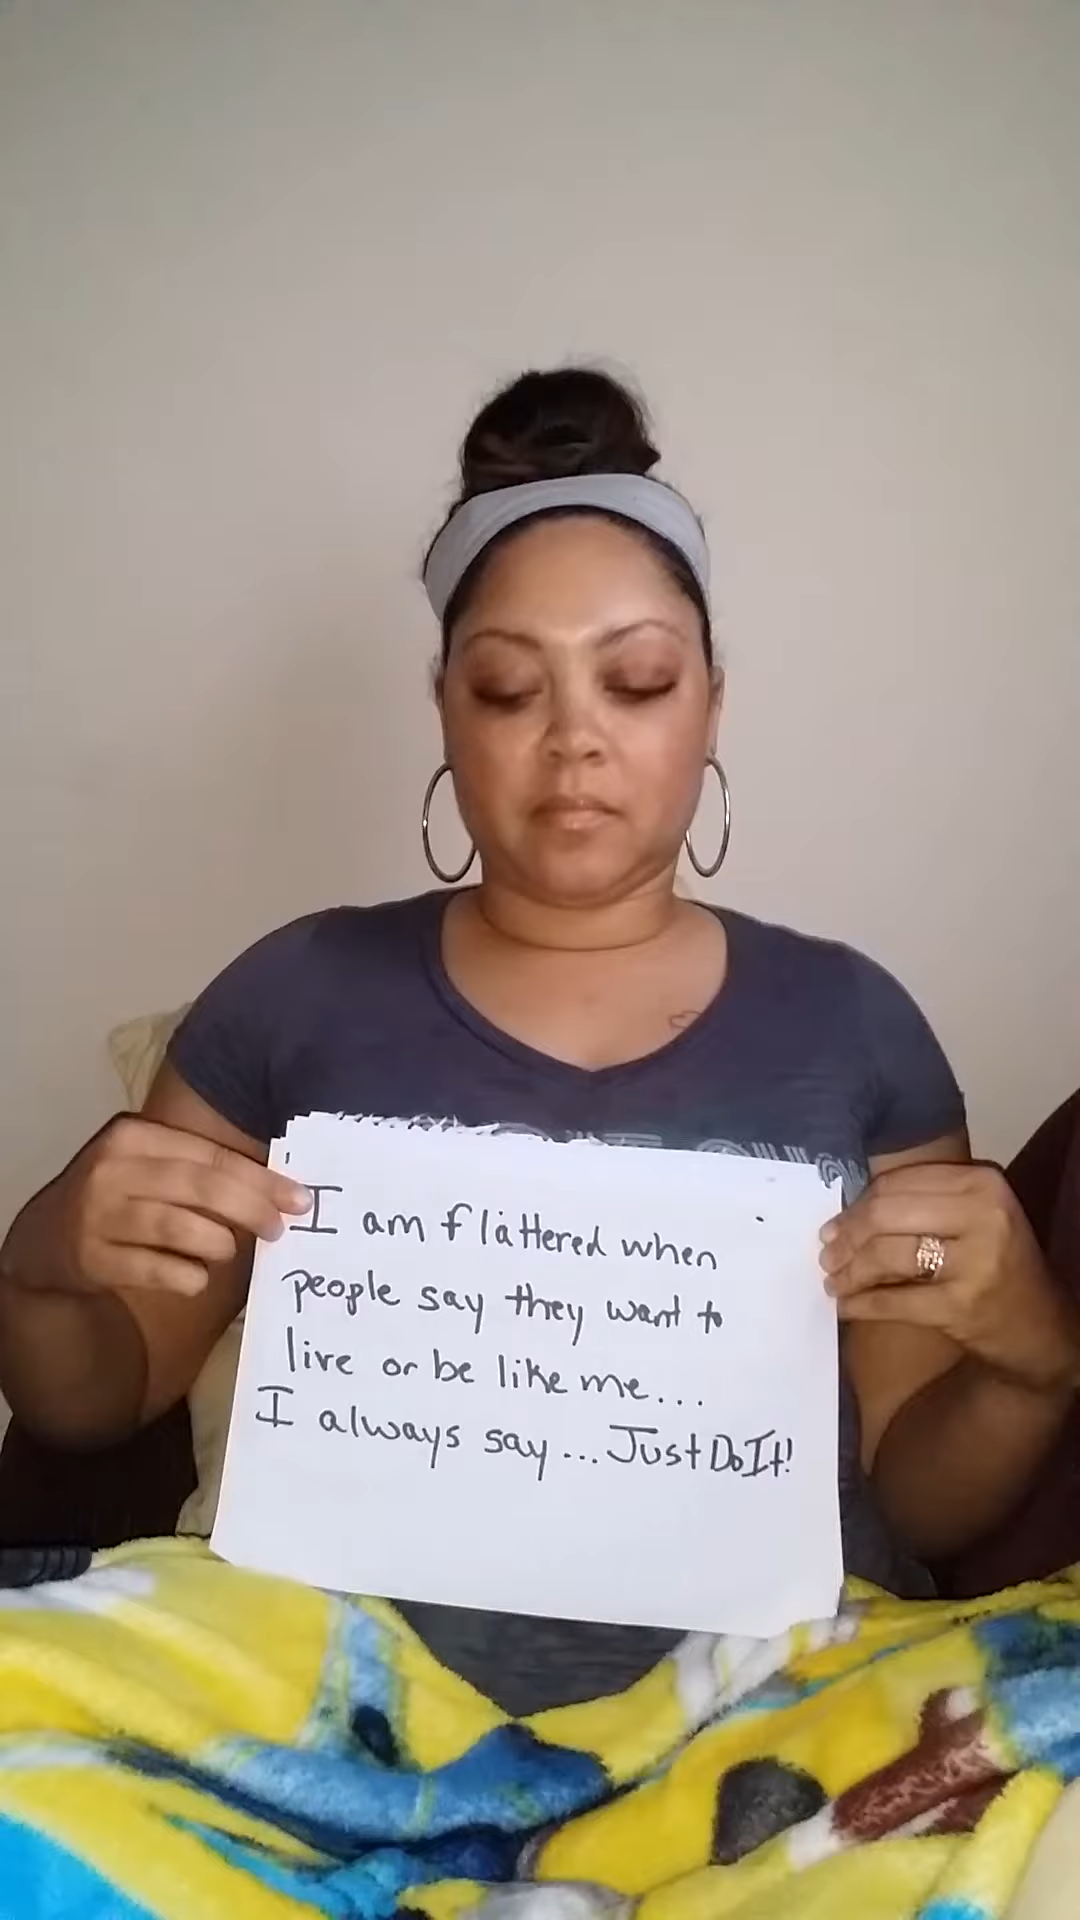 I am flattered when
people say they want to
live or be like me...
I always say... Just Do It!